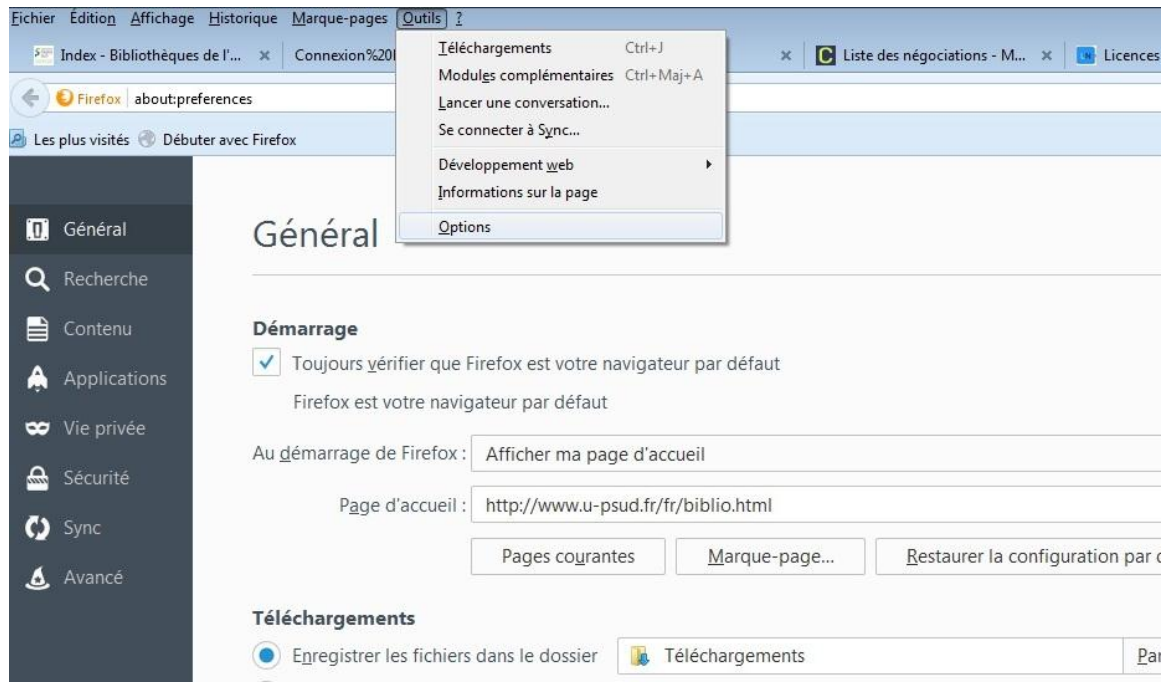 Fichier Édition Affichage Historique Marque-pages Outils ?
Index - Bibliothèques de l'... Connexion%20 Liste des négociations - M... Licences
Firefox about:preferences
Les plus visités Débuter avec Firefox
Téléchargements Ctrl+J
Modules complémentaires Ctrl+Maj+A
Lancer une conversation...
Se connecter à Sync...
Développement web
Informations sur la page
Options
Général
Recherche
Contenu
Applications
Vie privée
Sécurité
Sync
Avancé
Général
Démarrage
Toujours vérifier que Firefox est votre navigateur par défaut
Firefox est votre navigateur par défaut
Au démarrage de Firefox : Afficher ma page d'accueil
Page d'accueil : http://www.u-psud.fr/fr/biblio.html
Pages courantes Marque-page... Restaurer la configuration par
Téléchargements
Enregistrer les fichiers dans le dossier Téléchargements Par